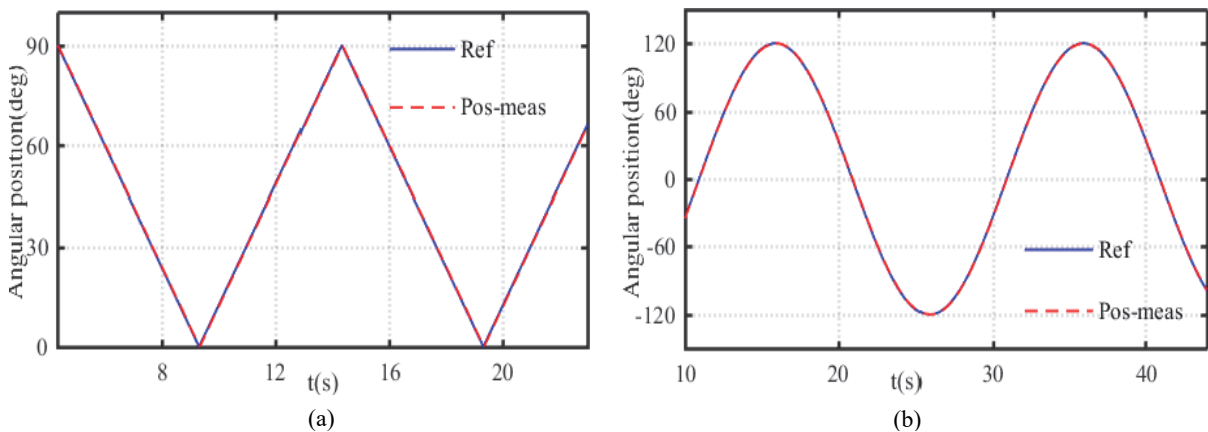 90
60
30
0
Angular position(deg)
Ref
Pos-meas
8
12
16
20
t(s)
(a)
120
60
0
-60
-120
Angular position(deg)
Ref
Pos-meas
10
20
30
40
t(s)
(b)